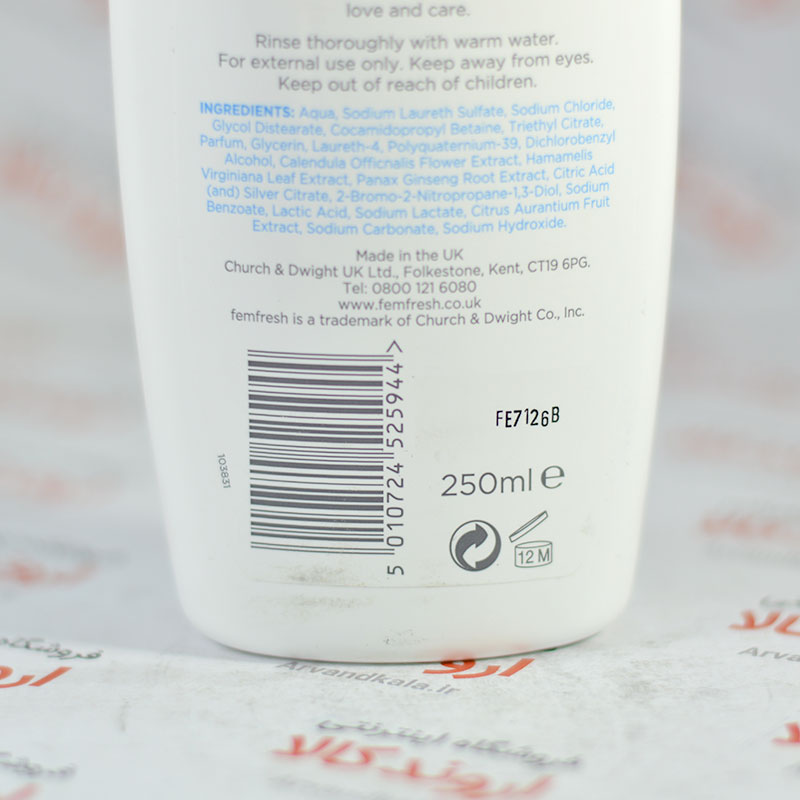 love and care.
Rinse thoroughly with warm water.
For external use only. Keep away from eyes.
Keep out of reach of children.
INGREDIENTS: Aqua, Sodium Laureth Sulfate, Sodium Chloride,
Glycol Distearate, Cocamidopropyl Betaine, Triethyl Citrate,
Parfum, Glycerin, Laureth-4, Polyquaternium-39, Dichlorobenzyl
Alcohol, Calendula Officnalis Flower Extract, Hamamelis
Virginiana Leaf Extract, Panax Ginseng Root Extract, Citric Acid
(and) Silver Citrate, 2-Bromo-2-Nitropropane-1,3-Diol, Sodium
Benzoate, Lactic Acid, Sodium Lactate, Citrus Aurantium Fruit
Extract, Sodium Carbonate, Sodium Hydroxide.
Made in the UK
Church & Dwight UK Ltd., Folkestone, Kent, CT19 6PG.
Tel: 0800 121 6080
www.femfresh.co.uk
femfresh is a trademark of Church & Dwight Co., Inc.
5 010724 525944 >
103831
FE7126B
250ml e
12 M
فروشگاه
ارو
Arvandkala.ir
فروشگاه اینترنتی
اروند کالا
کالا